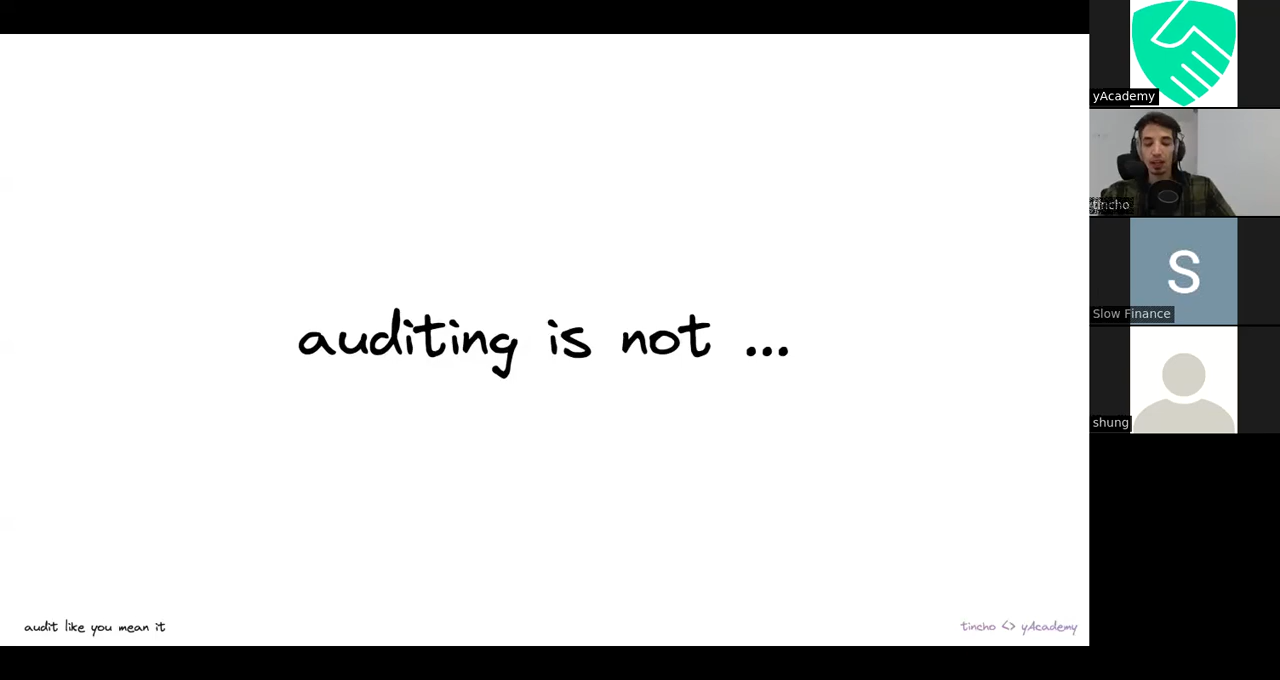 auditing is not ...
audit like you mean it
tincho <> yAcademy
yAcademy
tincho
S
Slow Finance
shung